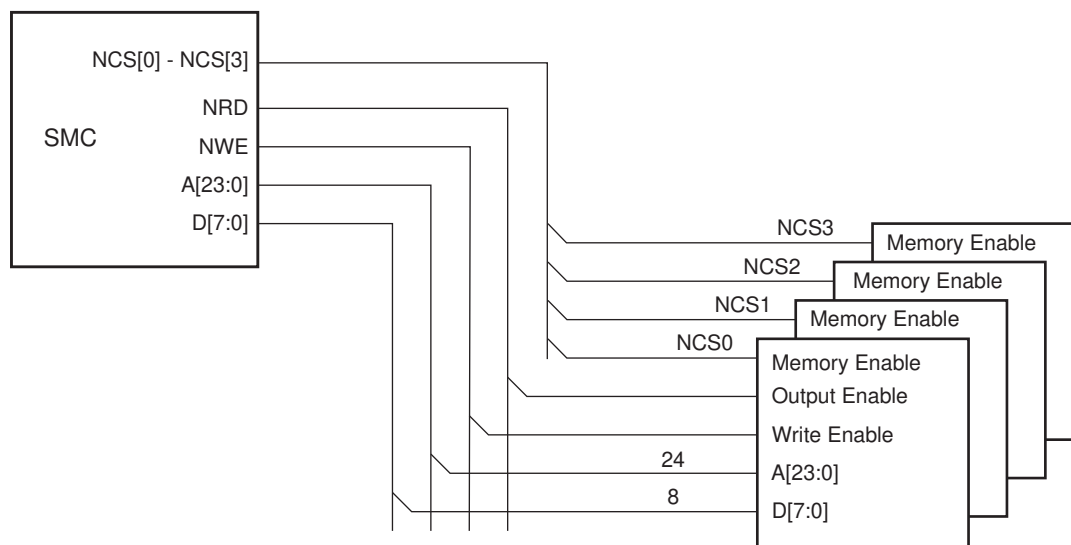 NCS[0] - NCS[3]
NRD
SMC
NWE
A[23:0]
D[7:0]
NCS3
Memory Enable
NCS2
Memory Enable
NCS1
Memory Enable
NCS0
Memory Enable
Output Enable
Write Enable
24
A[23:0]
8
D[7:0]